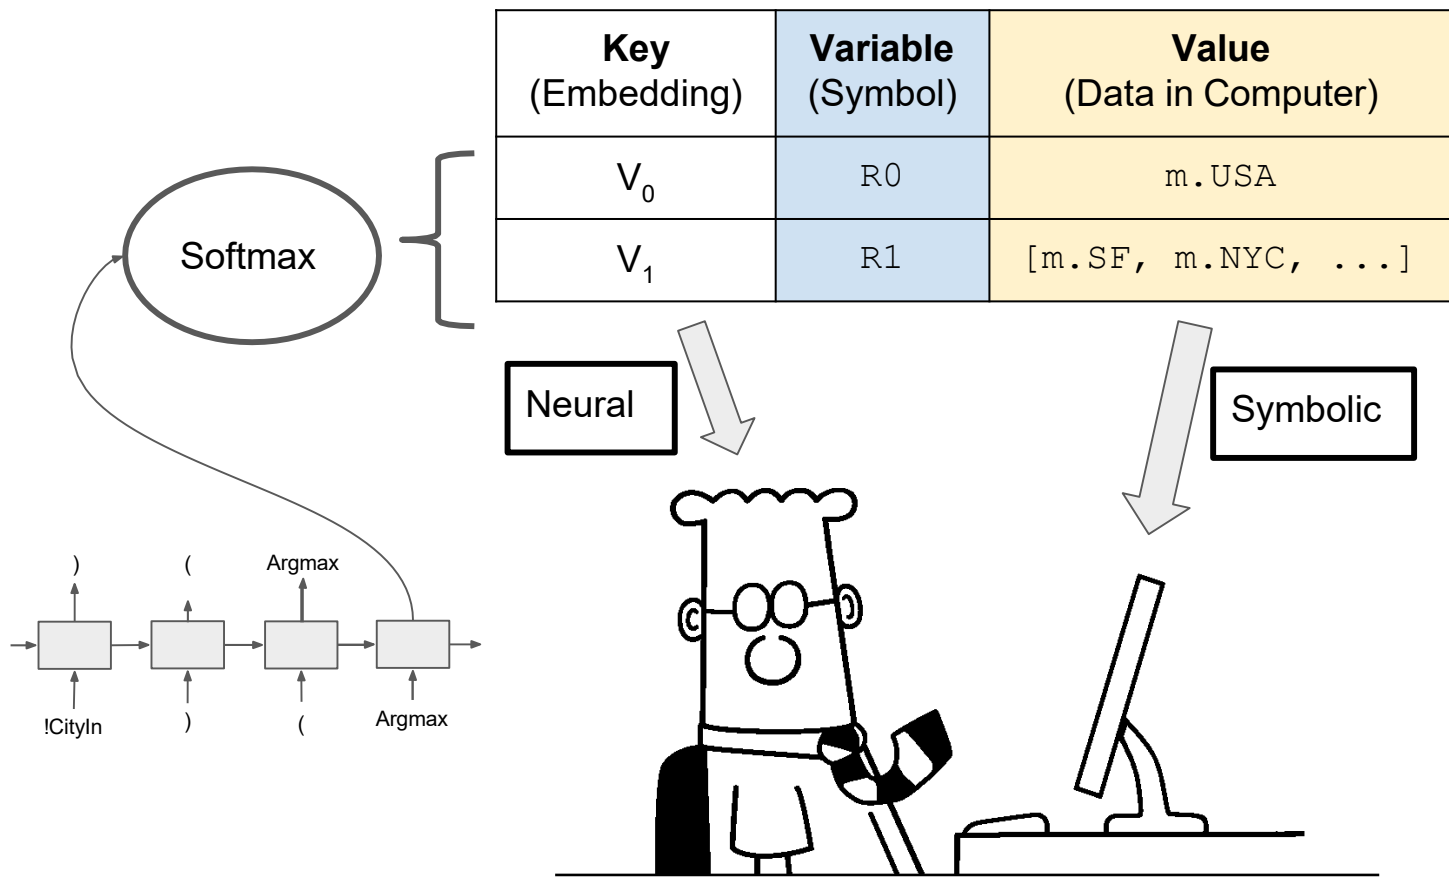 Key
(Embedding)
Variable
(Symbol)
Value
(Data in Computer)
V0
R0
m.USA
V1
R1
[m.SF, m.NYC, ...]
Softmax
Neural
Symbolic
)
(
Argmax
!CityIn
)
(
Argmax